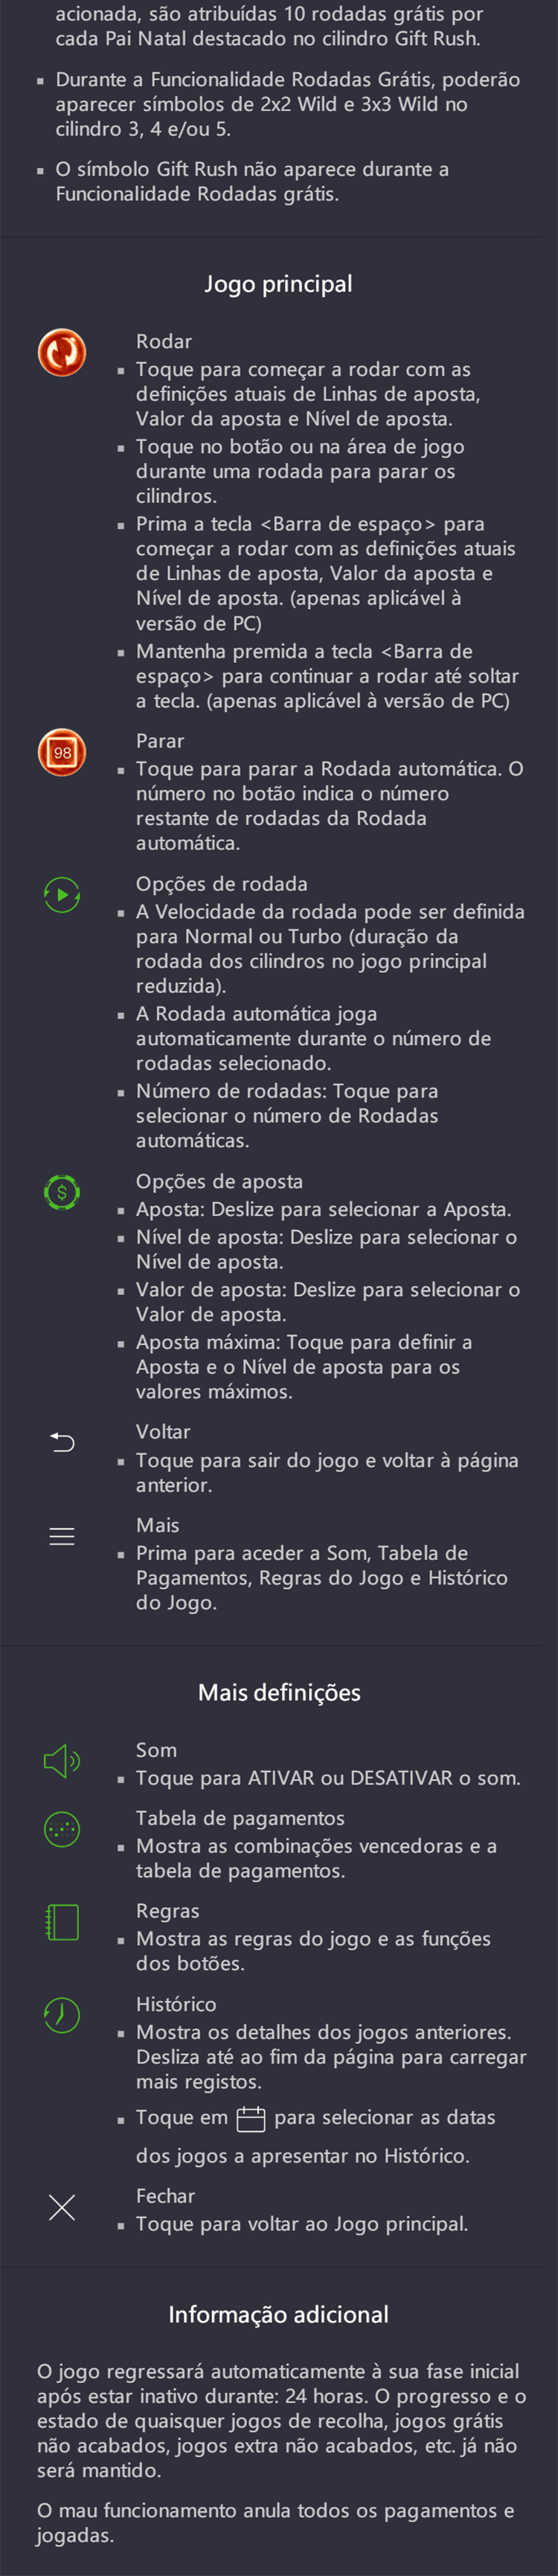 acionada, são atribuídas 10 rodadas grátis por
cada Pai Natal destacado no cilindro Gift Rush.
Durante a Funcionalidade Rodadas Grátis, poderão
aparecer símbolos de 2x2 Wild e 3x3 Wild no
cilindro 3, 4 e/ou 5.
O símbolo Gift Rush não aparece durante a
Funcionalidade Rodadas grátis.
Jogo principal
Rodar
Toque para começar a rodar com as
definições atuais de Linhas de aposta,
Valor da aposta e Nível de aposta.
Toque no botão ou na área de jogo
durante uma rodada para parar os
cilindros.
Prima a tecla <Barra de espaço> para
começar a rodar com as definições atuais
de Linhas de aposta, Valor da aposta e
Nível de aposta. (apenas aplicável à
versão de PC)
Mantenha premida a tecla <Barra de
espaço> para continuar a rodar até soltar
a tecla. (apenas aplicável à versão de PC)
98
Parar
Toque para parar a Rodada automática. O
número no botão indica o número
restante de rodadas da Rodada
automática.
Opções de rodada
A Velocidade da rodada pode ser definida
para Normal ou Turbo (duração da
rodada dos cilindros no jogo principal
reduzida).
A Rodada automática joga
automaticamente durante o número de
rodadas selecionado.
Número de rodadas: Toque para
selecionar o número de Rodadas
automáticas.
$
Opções de aposta
Aposta: Deslize para selecionar a Aposta.
Nível de aposta: Deslize para selecionar o
Nível de aposta.
Valor de aposta: Deslize para selecionar o
Valor de aposta.
Aposta máxima: Toque para definir a
Aposta e o Nível de aposta para os
valores máximos.
Voltar
Toque para sair do jogo e voltar à página
anterior.
Mais
Prima para aceder a Som, Tabela de
Pagamentos, Regras do Jogo e Histórico
do Jogo.
Mais definições
Som
Toque para ATIVAR ou DESATIVAR o som.
Tabela de pagamentos
Mostra as combinações vencedoras e a
tabela de pagamentos.
Regras
Mostra as regras do jogo e as funções
dos botões.
Histórico
Mostra os detalhes dos jogos anteriores.
Desliza até ao fim da página para carregar
mais registos.
Toque em para selecionar as datas
dos jogos a apresentar no Histórico.
Fechar
Toque para voltar ao Jogo principal.
Informação adicional
O jogo regressará automaticamente à sua fase inicial
após estar inativo durante: 24 horas. O progresso e o
estado de quaisquer jogos de recolha, jogos grátis
não acabados, jogos extra não acabados, etc. já não
será mantido.
O mau funcionamento anula todos os pagamentos e
jogadas.